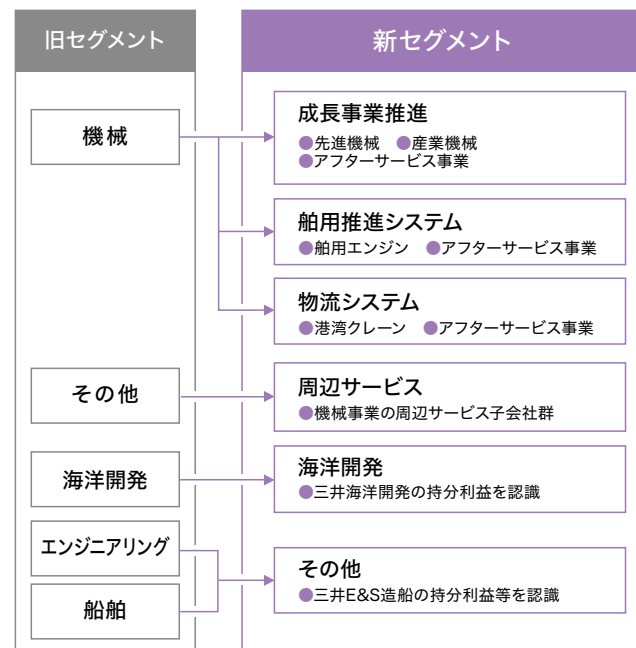 旧セグメント
新セグメント
機械
成長事業推進
●先進機械 ●産業機械
●アフターサービス事業
舶用推進システム
●舶用エンジン ●アフターサービス事業
物流システム
●港湾クレーン ●アフターサービス事業
その他
周辺サービス
●機械事業の周辺サービス子会社群
海洋開発
海洋開発
●三井海洋開発の持分利益を認識
エンジニアリング
船舶
その他
●三井E&S造船の持分利益等を認識